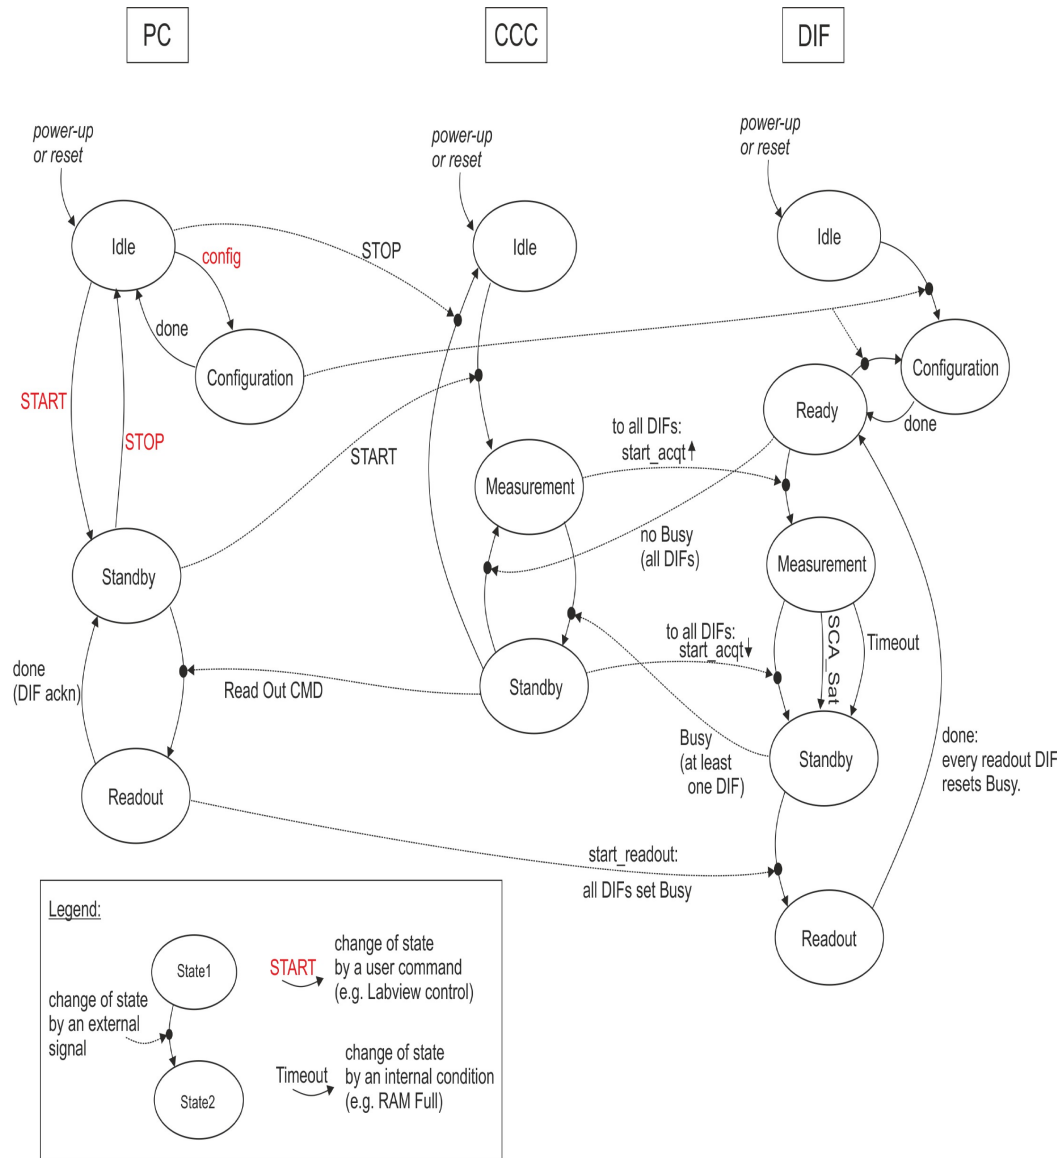 PC
CCC
DIF
power-up
or reset
power-up
or reset
power-up
or reset
Idle
STOP
config
done
Configuration
START
STOP
START
Standby
done
(DIF ackn)
Read Out CMD
Readout
Idle
Measurement
to all DIFs:
start_acqt
no Busy
(all DIFs)
Standby
to all DIFs:
start_acqt
Busy
(at least
one DIF)
start_readout:
all DIFs set Busy
Idle
Configuration
Ready
done
Measurement
SCA_Sat
Timeout
Standby
done:
every readout DIF
resets Busy.
Readout
Legend:
State1
change of state
by an external
signal
State2
START
change of state
by a user command
(e.g. Labview control)
Timeout
change of state
by an internal condition
(e.g. RAM Full)